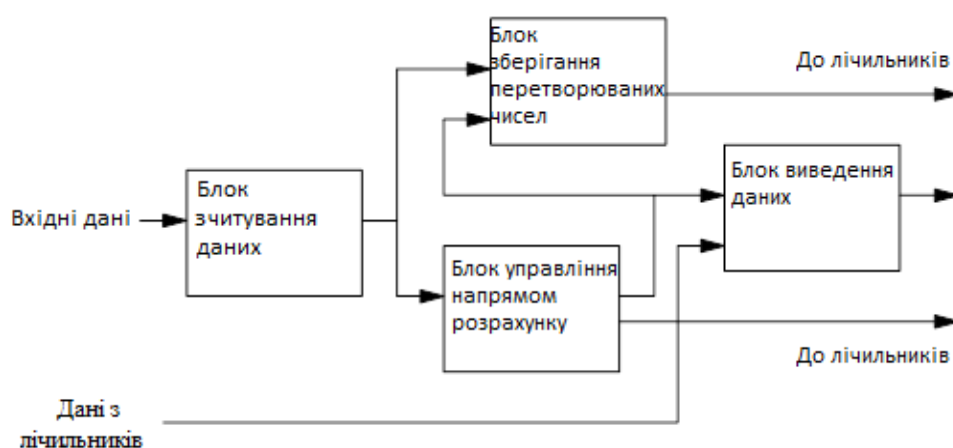 Блок
зберігання
перетворюваних
чисел
До лічильників
Блок виведення
даних
Блок
зчитування
даних
Вхідні дані
Блок управління
напрямом
розрахунку
До лічильників
Дані з
лічильників